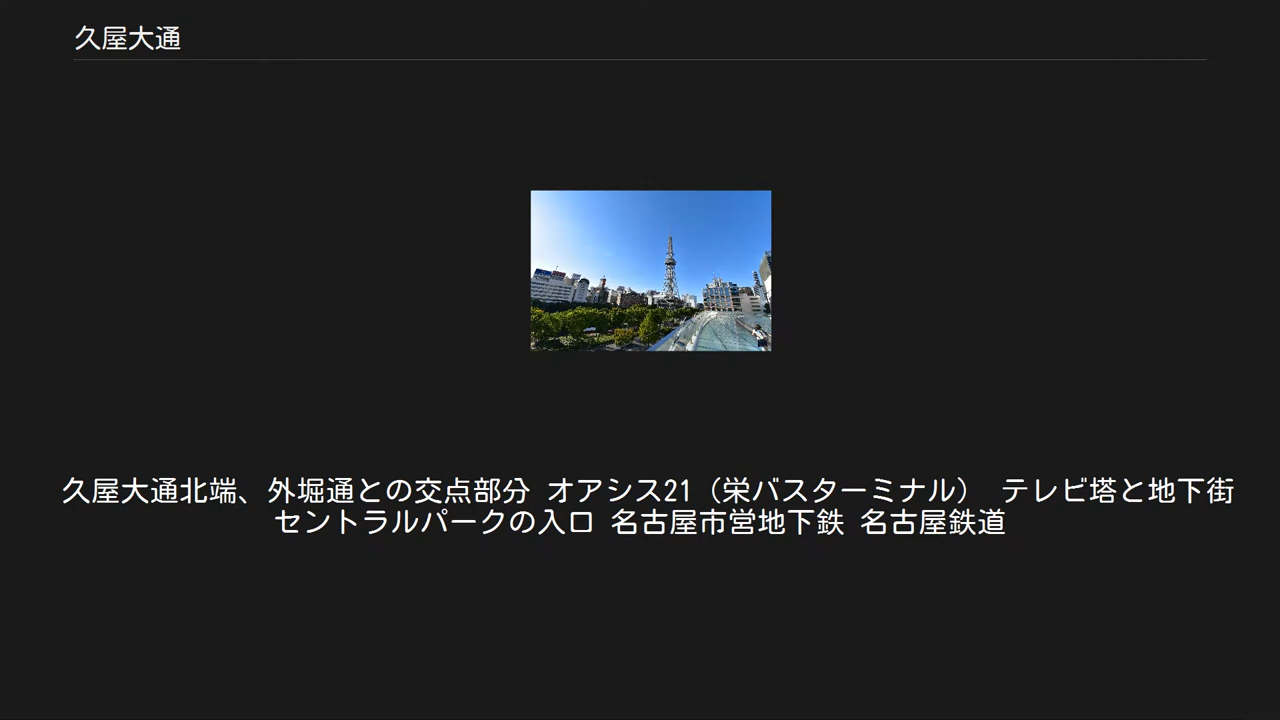 久屋大通
久屋大通北端、外堀通との交点部分 オアシス21（栄バスターミナル） テレビ塔と地下街
セントラルパークの入口 名古屋市営地下鉄 名古屋鉄道